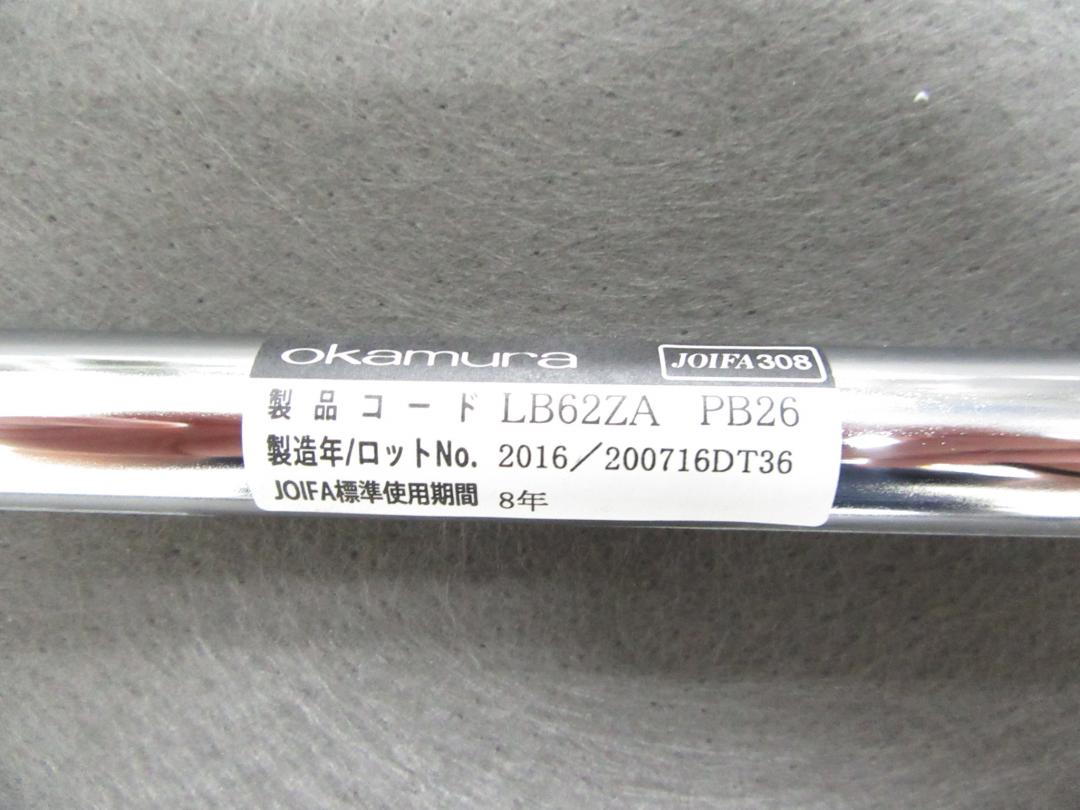 okamura JOIFA308
製品コード LB62ZA PB26
製造年/ロットNo. 2016／200716DT36
JOIFA標準使用期間 8年